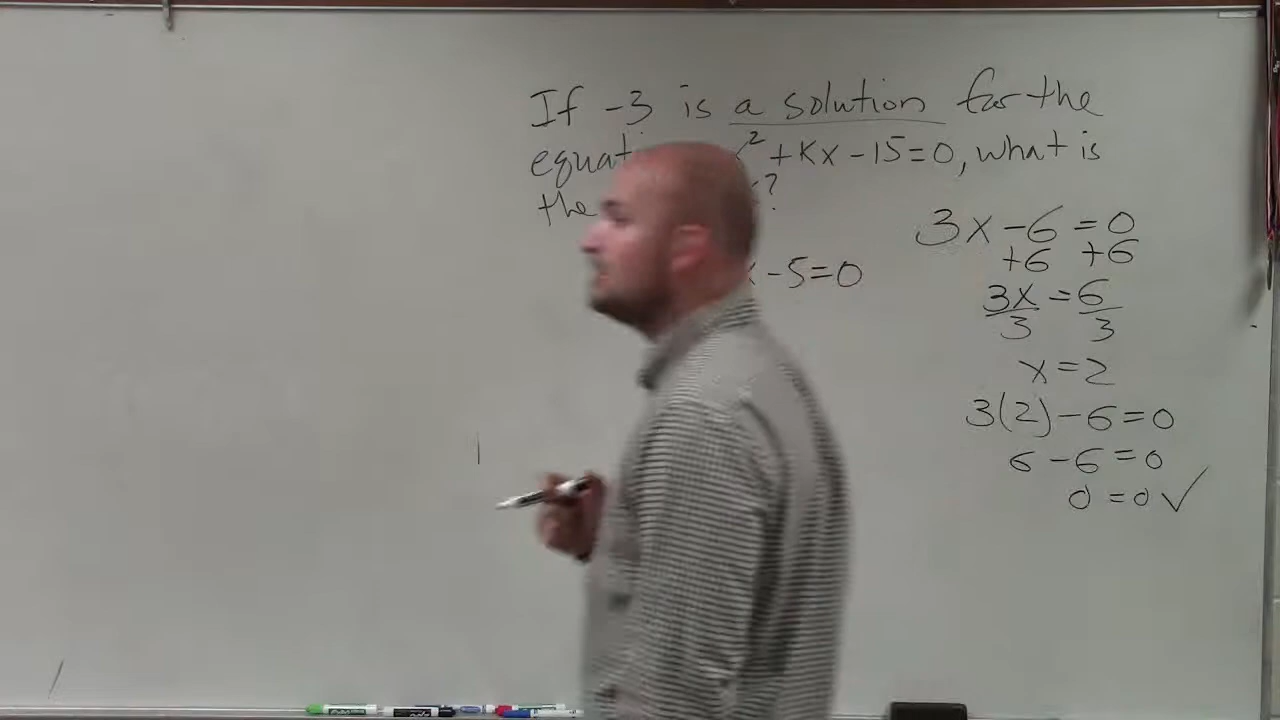 If -3 is a solution for the
² + Kx - 15 = 0, what is
the ?
- 5 = 0
3x - 6 = 0
+6 +6
3x/3 = 6/3
x = 2
3(2) - 6 = 0
6 - 6 = 0
0 = 0 ✓